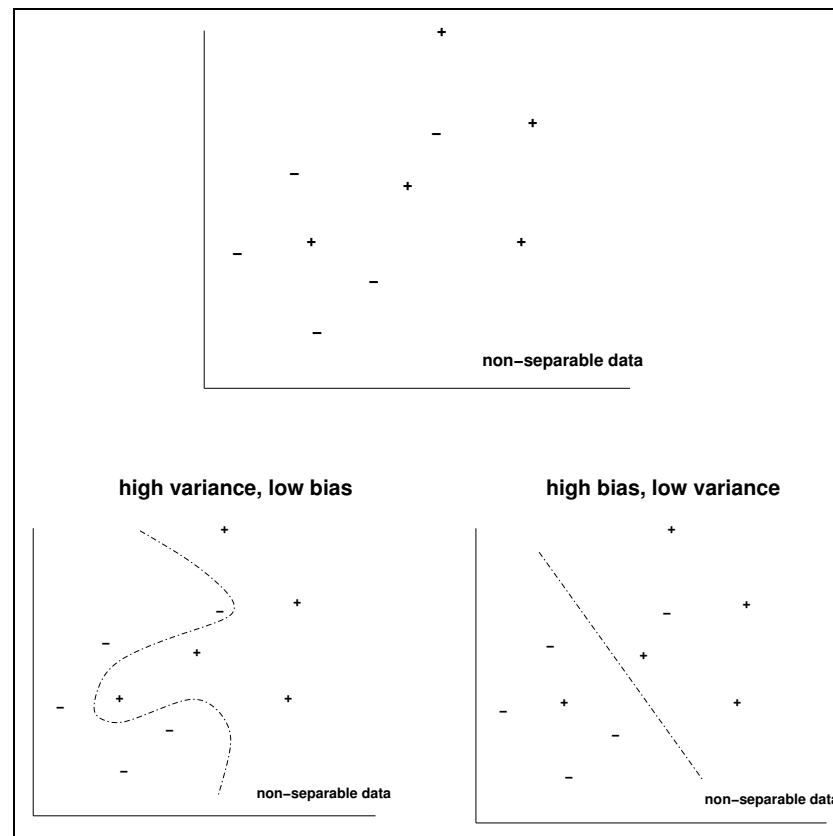 non−separable data
high variance, low bias
high bias, low variance
non−separable data
non−separable data